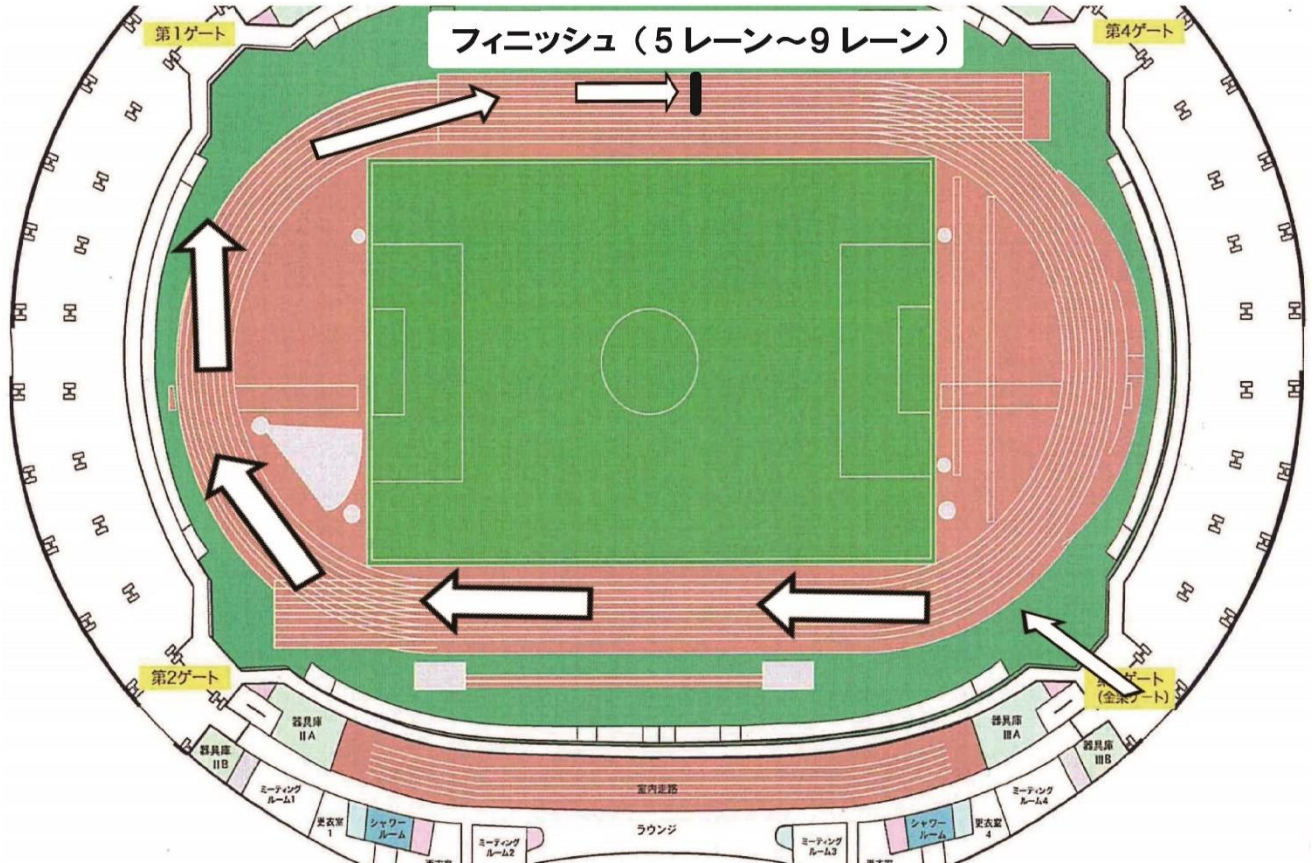 第1ゲート
フィニッシュ（5レーン～9レーン）
第4ゲート
第2ゲート
ゲート
器具庫
ⅡA
器具庫
ⅡB
ミーティング
ルーム1
更衣室
1
シャワー
ルーム
ミーティング
ルーム2
室内走路
ラウンジ
ミーティング
ルーム3
シャワー
ルーム
更衣室
4
ミーティング
ルーム4
器具庫
ⅢA
器具庫
ⅢB